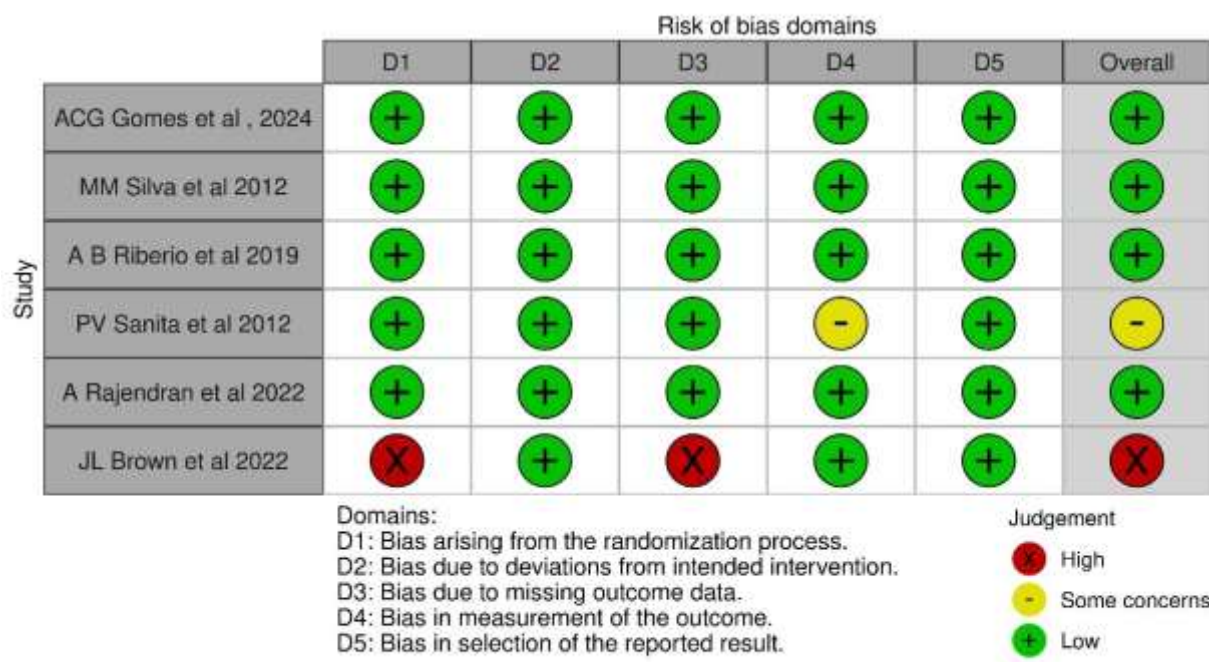 Risk of bias domains
D1 D2 D3 D4 D5 Overall
Study
ACG Gomes et al , 2024 + + + + + +
MM Silva et al 2012 + + + + + +
A B Riberio et al 2019 + + + + + +
PV Sanita et al 2012 + + + - + -
A Rajendran et al 2022 + + + + + +
JL Brown et al 2022 X + X + + X
Domains:
D1: Bias arising from the randomization process.
D2: Bias due to deviations from intended intervention.
D3: Bias due to missing outcome data.
D4: Bias in measurement of the outcome.
D5: Bias in selection of the reported result.
Judgement
X High
- Some concerns
+ Low